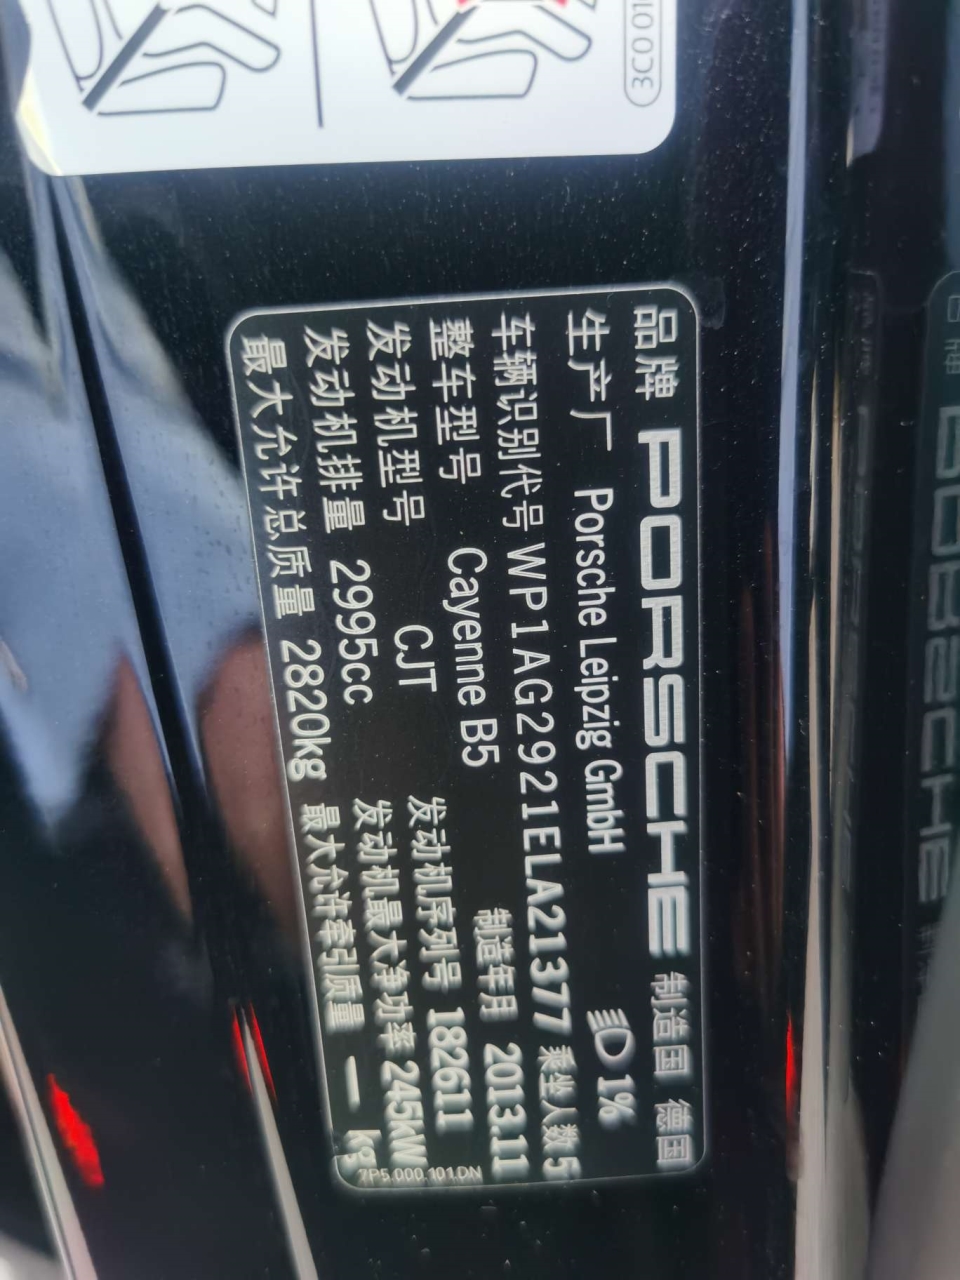 3C0 01
品牌 PORSCHE 制造国 德国
生产厂 Porsche Leipzig GmbH 1%
车辆识别代号 WP1AG2921ELA21377 乘坐人数 5
整车型号 Cayenne B5 制造年月 2013.11
发动机型号 CJT 发动机序列号 182611
发动机排量 2995cc 发动机最大净功率 245kW
最大允许总质量 2820kg 最大允许牵引质量 — kg
7P5.000.101.DN